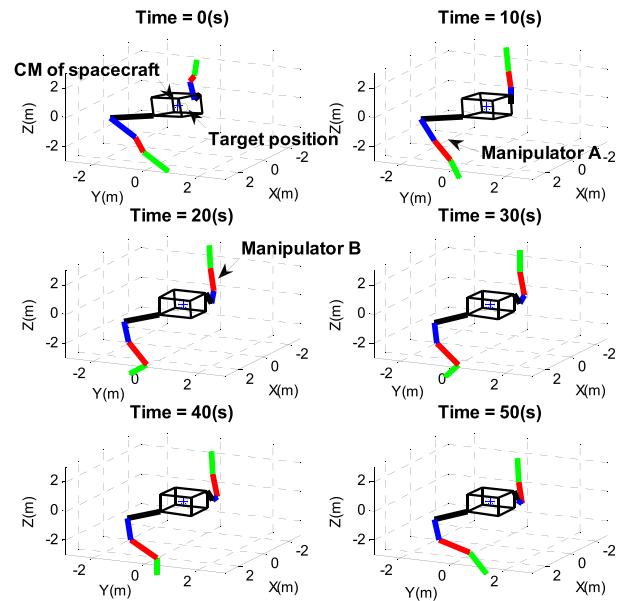 Time = 0(s)
Time = 10(s)
CM of spacecraft
Target position
Manipulator A
Z(m)
2
0
-2
-2
0
2
Y(m)
2
0
-2
X(m)
Z(m)
2
0
-2
-2
0
2
Y(m)
2
0
-2
X(m)
Time = 20(s)
Time = 30(s)
Manipulator B
Z(m)
2
0
-2
-2
0
2
Y(m)
2
0
-2
X(m)
Z(m)
2
0
-2
-2
0
2
Y(m)
2
0
-2
X(m)
Time = 40(s)
Time = 50(s)
Z(m)
2
0
-2
-2
0
2
Y(m)
2
0
-2
X(m)
Z(m)
2
0
-2
-2
0
2
Y(m)
2
0
-2
X(m)